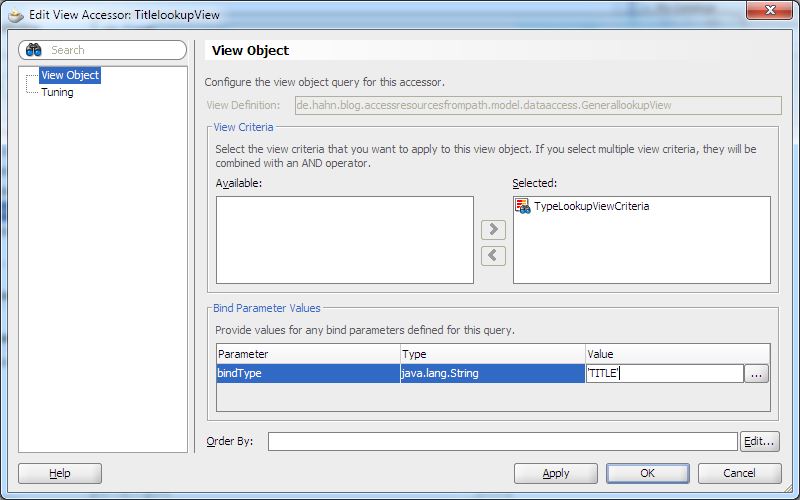 Edit View Accessor: TitlelookupView
Search
View Object
Tuning
View Object
Configure the view object query for this accessor.
View Definition: de.hahn.blog.accessresourcesfrompath.model.dataaccess.GenerallookupView
View Criteria
Select the view criteria that you want to apply to this view object. If you select multiple view criteria, they will be
combined with an AND operator.
Available: Selected:
TypeLookupViewCriteria
Bind Parameter Values
Provide values for any bind parameters defined for this query.
Parameter Type Value
bindType java.lang.String 'TITLE' ...
Order By: Edit...
Help Apply OK Cancel